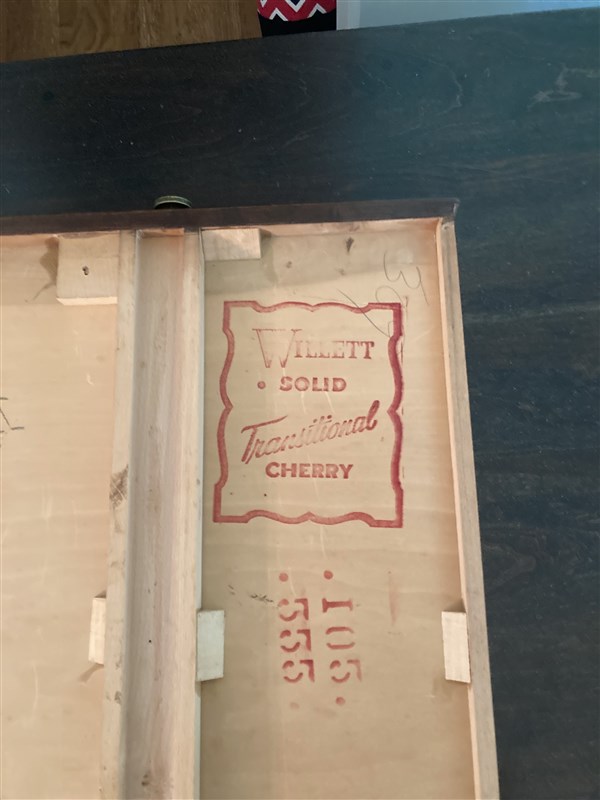 WILLETT
• SOLID
Transitional
CHERRY
• 105 •
• 555 •